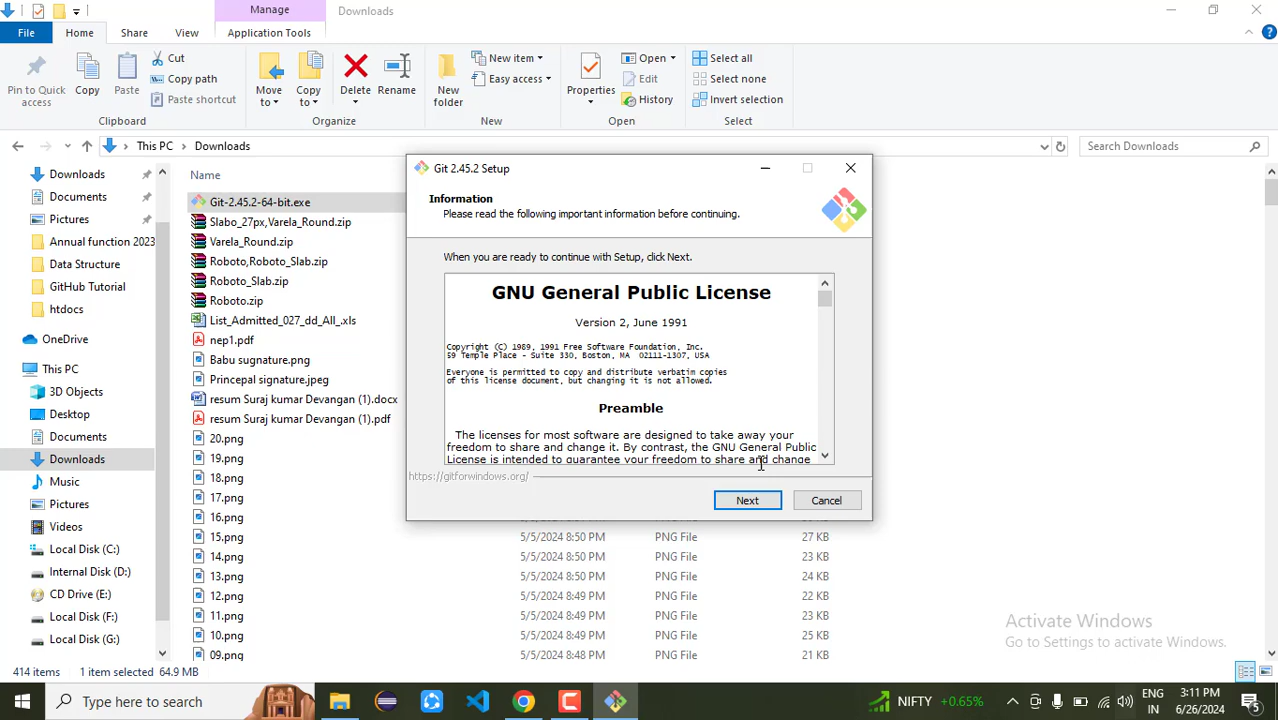 Manage
Downloads
File
Home
Share
View
Application Tools
Pin to Quick access
Copy
Paste
Cut
Copy path
Paste shortcut
Clipboard
Move to
Copy to
Delete
Rename
Organize
New folder
New item
Easy access
New
Properties
Open
Edit
History
Open
Select all
Select none
Invert selection
Select
This PC > Downloads
Search Downloads
Downloads
Documents
Pictures
Annual function 2023
Data Structure
GitHub Tutorial
htdocs
OneDrive
This PC
3D Objects
Desktop
Documents
Downloads
Music
Pictures
Videos
Local Disk (C:)
Internal Disk (D:)
CD Drive (E:)
Local Disk (F:)
Local Disk (G:)
Name
Git-2.45.2-64-bit.exe
Slabo_27px,Varela_Round.zip
Varela_Round.zip
Roboto,Roboto_Slab.zip
Roboto_Slab.zip
Roboto.zip
List_Admitted_027_dd_All_.xls
nep1.pdf
Babu sugnature.png
Princepal signature.jpeg
resum Suraj kumar Devangan (1).docx
resum Suraj kumar Devangan (1).pdf
20.png
19.png
18.png
17.png
16.png
15.png 5/5/2024 8:50 PM PNG File 27 KB
14.png 5/5/2024 8:50 PM PNG File 23 KB
13.png 5/5/2024 8:50 PM PNG File 24 KB
12.png 5/5/2024 8:49 PM PNG File 22 KB
11.png 5/5/2024 8:49 PM PNG File 23 KB
10.png 5/5/2024 8:49 PM PNG File 25 KB
09.png 5/5/2024 8:48 PM PNG File 21 KB
Git 2.45.2 Setup
Information
Please read the following important information before continuing.
When you are ready to continue with Setup, click Next.
GNU General Public License
Version 2, June 1991
Copyright (C) 1989, 1991 Free Software Foundation, Inc.
59 Temple Place - Suite 330, Boston, MA 02111-1307, USA
Everyone is permitted to copy and distribute verbatim copies
of this license document, but changing it is not allowed.
Preamble
The licenses for most software are designed to take away your
freedom to share and change it. By contrast, the GNU General Public
License is intended to guarantee your freedom to share and change
https://gitforwindows.org/
Next
Cancel
Activate Windows
Go to Settings to activate Windows.
414 items 1 item selected 64.9 MB
Type here to search
NIFTY +0.65%
ENG
IN
3:11 PM
6/26/2024
5